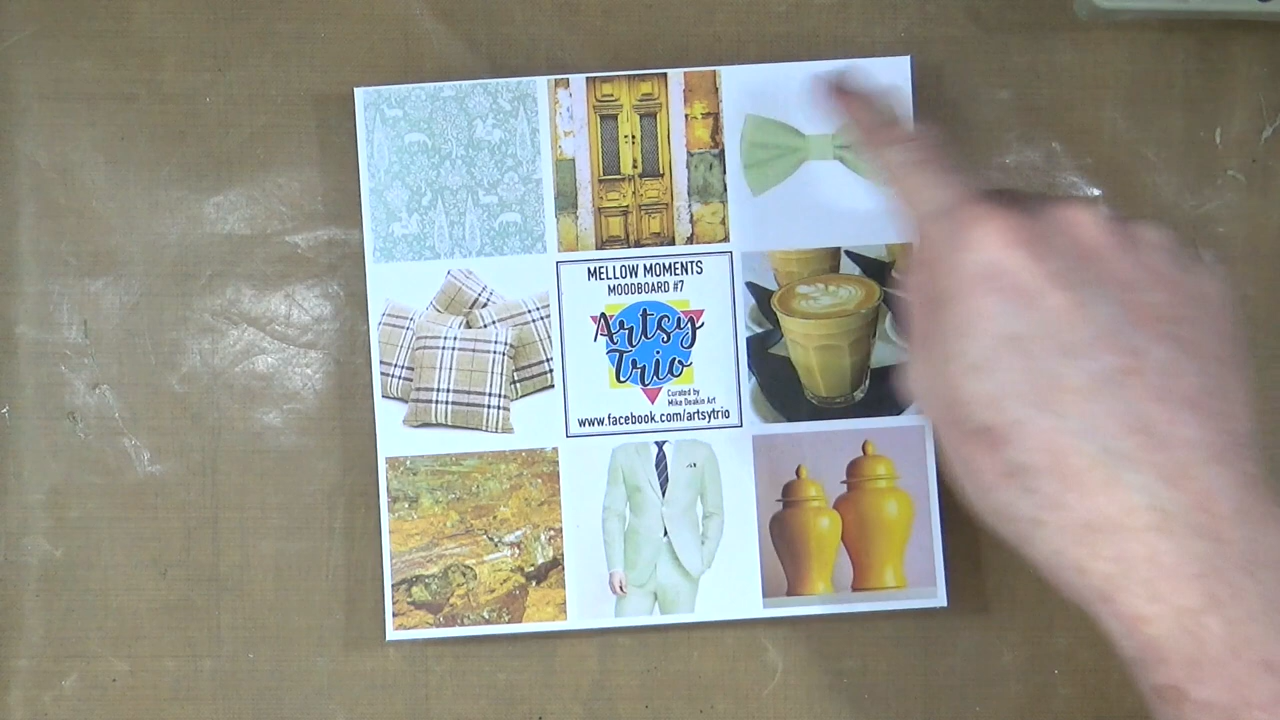 MELLOW MOMENTS
MOODBOARD #7
Artsy
Trio
Curated by
Mike Deakin Art
www.facebook.com/artsytrio